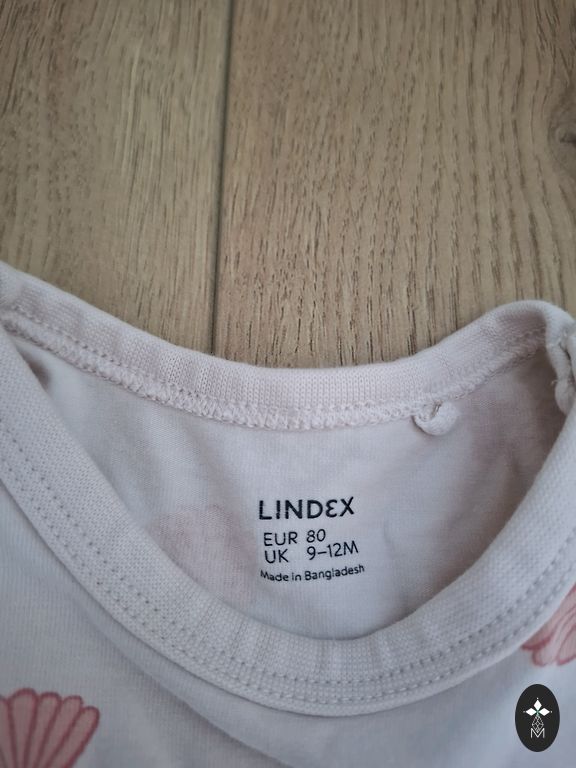 LINDEX
EUR 80
UK 9-12M
Made in Bangladesh